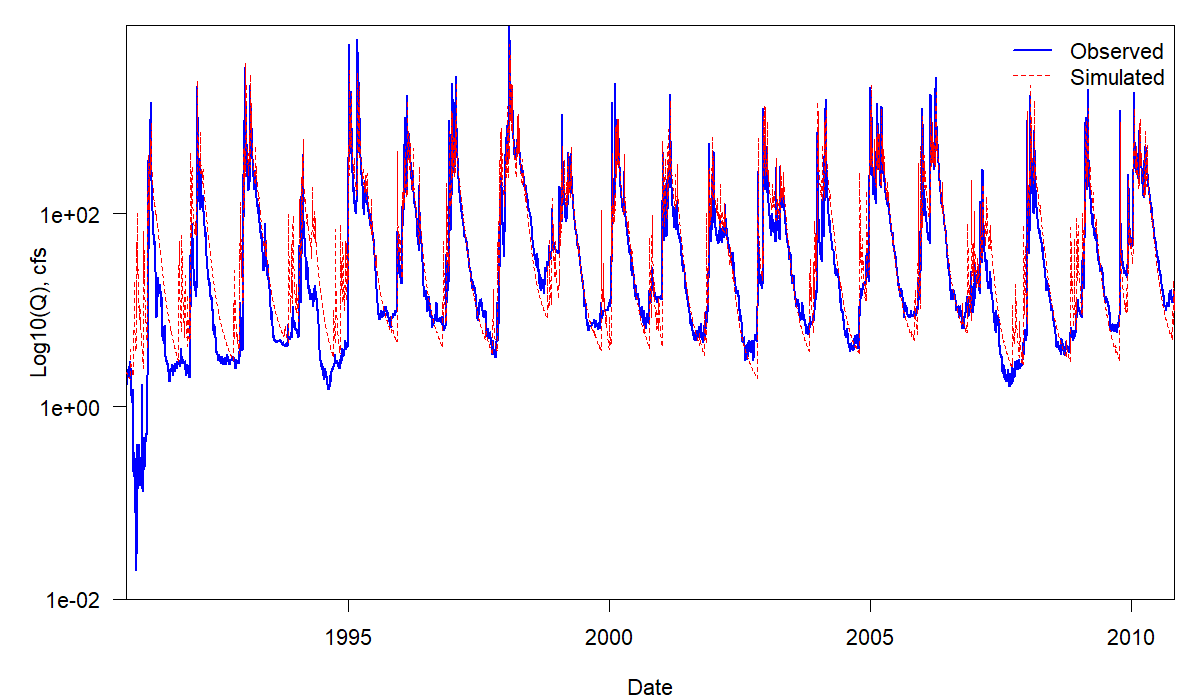 Observed
Simulated
1e+02
1e+00
1e-02
Log10(Q), cfs
1995
2000
2005
2010
Date